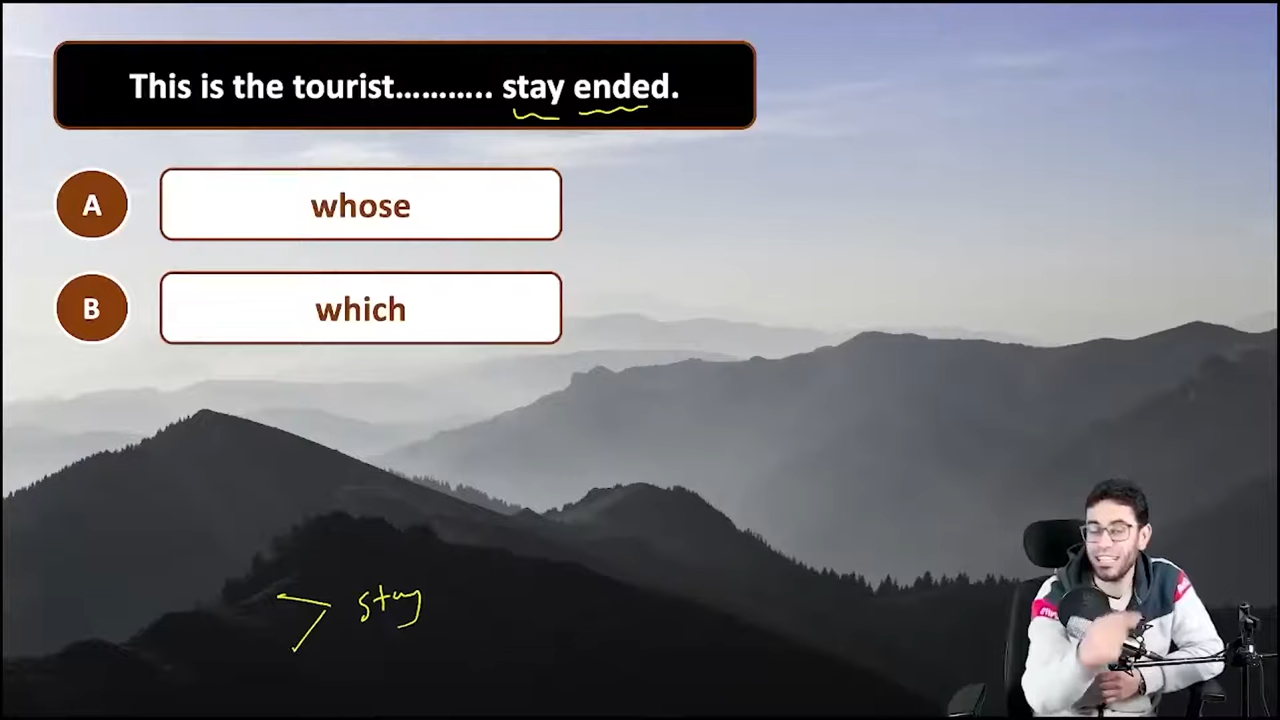 This is the tourist……….. stay ended.
A
whose
B
which
stay